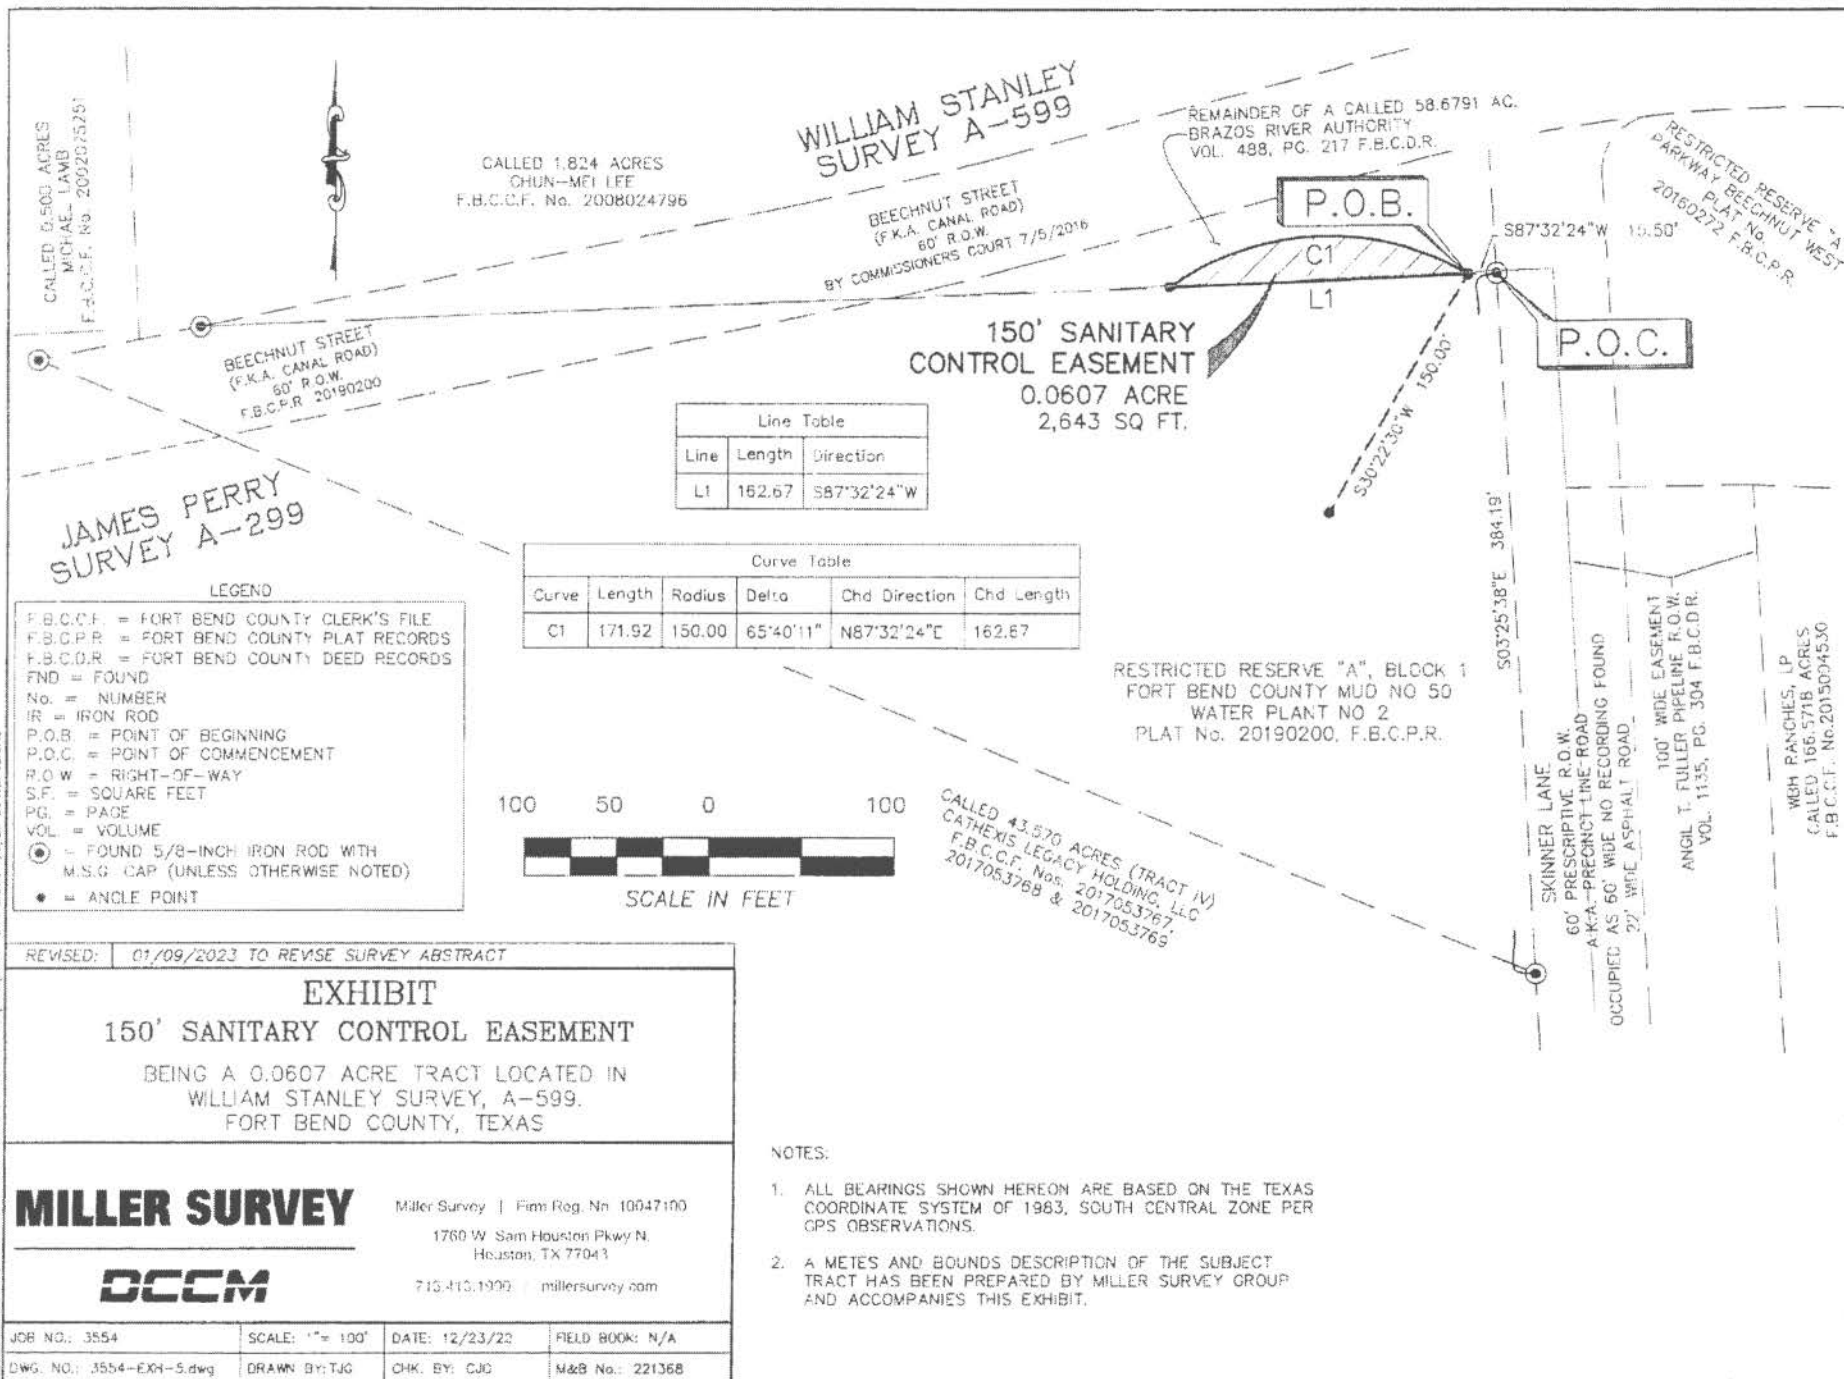 CALLED 0.500 ACRES
MICHAEL LAMB
F.B.C.C.F. No. 2002025251
CALLED 1.824 ACRES
CHUN-MEI LEE
F.B.C.C.F. No. 2008024796
WILLIAM STANLEY
SURVEY A-599
BEECHNUT STREET
(F.K.A. CANAL ROAD)
60' R.O.W.
BY COMMISSIONERS COURT 7/5/2016
REMAINDER OF A CALLED 58.6791 AC.
BRAZOS RIVER AUTHORITY
VOL. 488, PG. 217 F.B.C.D.R.
RESTRICTED RESERVE "A"
PARKWAY BEECHNUT WEST
PLAT No.
20160272 F.B.C.P.R.
P.O.B.
S87°32'24"W 15.50'
C1
L1
P.O.C.
150' SANITARY
CONTROL EASEMENT
0.0607 ACRE
2,643 SQ FT.
S30°22'30"W 150.00'
BEECHNUT STREET
(F.K.A. CANAL ROAD)
60' R.O.W.
F.B.C.P.R 20190200
JAMES PERRY
SURVEY A-299
Line Table
Line Length Direction
L1 162.67 S87°32'24"W
Curve Table
Curve Length Radius Delta Chd Direction Chd Length
C1 171.92 150.00 65°40'11" N87°32'24"E 162.67
LEGEND
F.B.C.C.F. = FORT BEND COUNTY CLERK'S FILE
F.B.C.P.R = FORT BEND COUNTY PLAT RECORDS
F.B.C.D.R = FORT BEND COUNTY DEED RECORDS
FND = FOUND
No. = NUMBER
IR = IRON ROD
P.O.B. = POINT OF BEGINNING
P.O.C. = POINT OF COMMENCEMENT
R.O.W = RIGHT-OF-WAY
S.F. = SQUARE FEET
PG. = PAGE
VOL. = VOLUME
= FOUND 5/8-INCH IRON ROD WITH
M.S.G. CAP (UNLESS OTHERWISE NOTED)
= ANGLE POINT
RESTRICTED RESERVE "A", BLOCK 1
FORT BEND COUNTY MUD NO 50
WATER PLANT NO 2
PLAT No. 20190200, F.B.C.P.R.
S03°25'38"E 384.19'
SKINNER LANE
60' PRESCRIPTIVE R.O.W.
A.K.A. PRECINCT LINE ROAD
OCCUPIED AS 60' WIDE NO RECORDING FOUND
22' WIDE ASPHALT ROAD
100' WIDE EASEMENT
ANGIL T. FULLER PIPELINE R.O.W.
VOL. 1135, PG. 304 F.B.C.D.R.
WBH RANCHES, LP
CALLED 166.5718 ACRES
F.B.C.C.F. No.2015004530
100 50 0 100
SCALE IN FEET
CALLED 43.570 ACRES (TRACT IV)
CATHEXIS LEGACY HOLDING, LLC
F.B.C.C.F. Nos. 2017053767,
2017053768 & 2017053769
REVISED: 01/09/2023 TO REVISE SURVEY ABSTRACT
EXHIBIT
150' SANITARY CONTROL EASEMENT
BEING A 0.0607 ACRE TRACT LOCATED IN
WILLIAM STANLEY SURVEY, A-599.
FORT BEND COUNTY, TEXAS
MILLER SURVEY
DCCM
Miller Survey | Firm Reg. No. 10047100
1760 W. Sam Houston Pkwy N.
Houston, TX 77043
713.413.1900 millersurvey.com
JOB NO.: 3554 SCALE: 1"= 100' DATE: 12/23/22 FIELD BOOK: N/A
DWG. NO.: 3554-EXH-5.dwg DRAWN BY: TJG CHK. BY: CJG M&B No.: 221368
NOTES:
1. ALL BEARINGS SHOWN HEREON ARE BASED ON THE TEXAS
COORDINATE SYSTEM OF 1983, SOUTH CENTRAL ZONE PER
GPS OBSERVATIONS.
2. A METES AND BOUNDS DESCRIPTION OF THE SUBJECT
TRACT HAS BEEN PREPARED BY MILLER SURVEY GROUP
AND ACCOMPANIES THIS EXHIBIT.